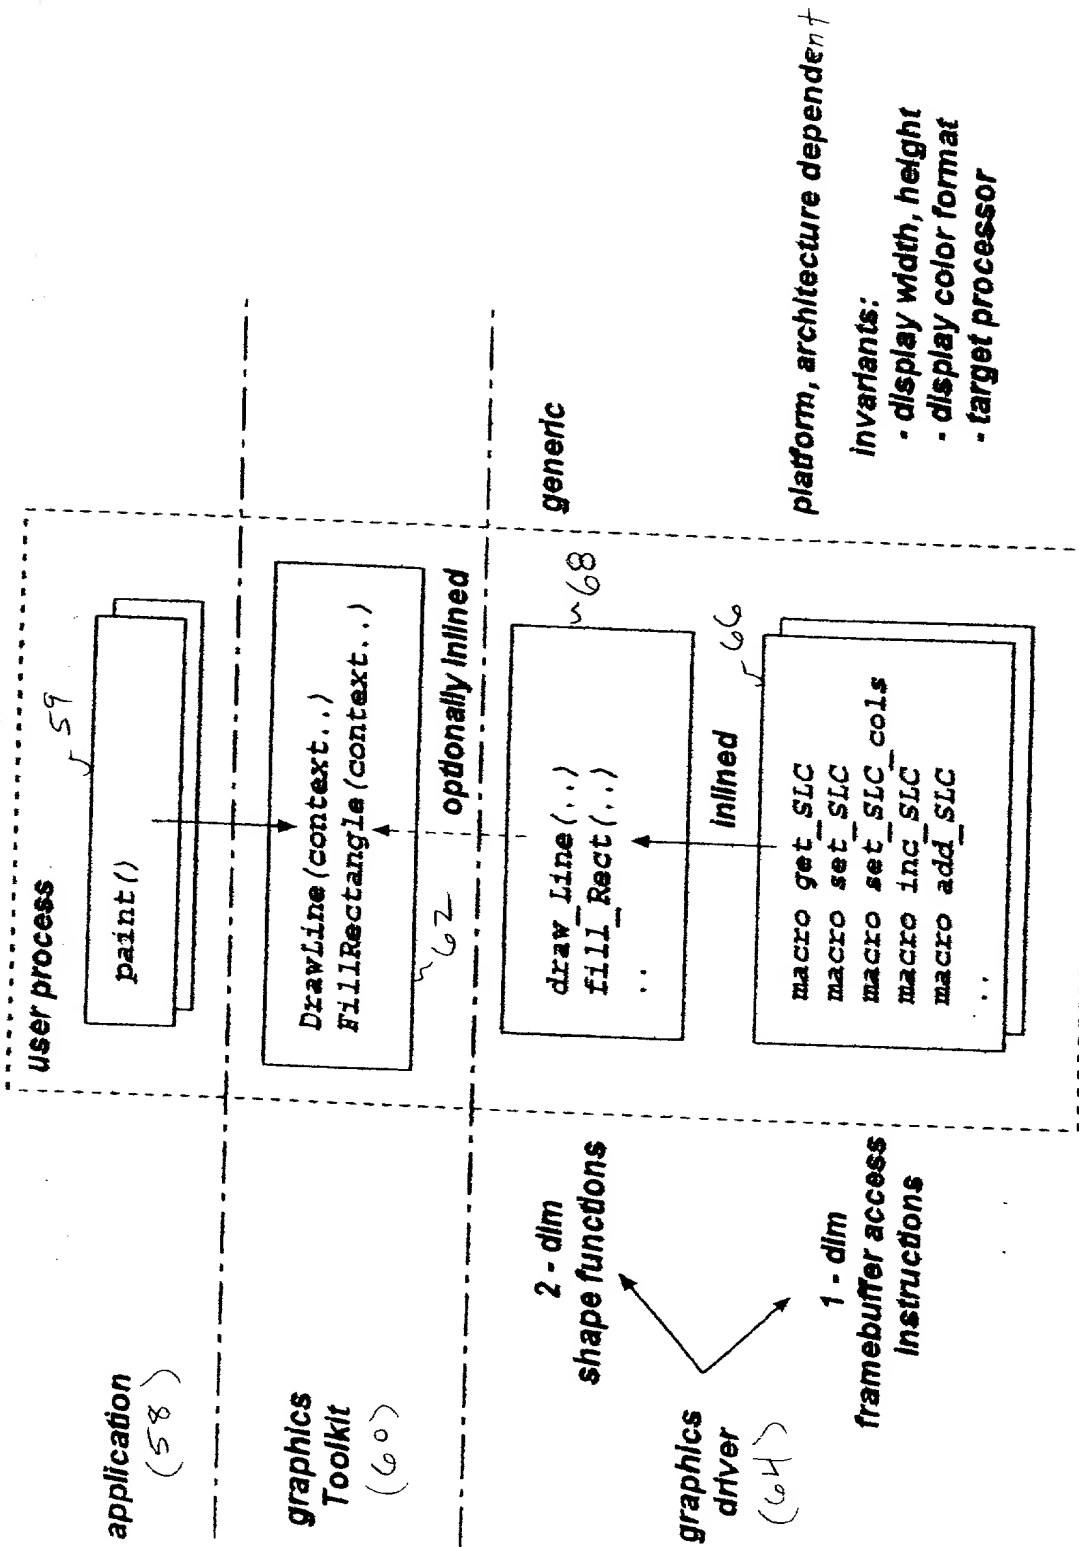 user process
application
(58)
paint()
59
graphics
Toolkit
(60)
DrawLine(context..)
FillRectangle(context..)
62
optionally inlined
graphics
driver
(64)
2 - dim
shape functions
draw_Line(..)
fill_Rect(..)
..
68
generic
inlined
1 - dim
framebuffer access
instructions
macro get_SLC
macro set_SLC
macro set_SLC_cols
macro inc_SLC
macro add_SLC
..
66
platform, architecture dependent
invariants:
- display width, height
- display color format
- target processor